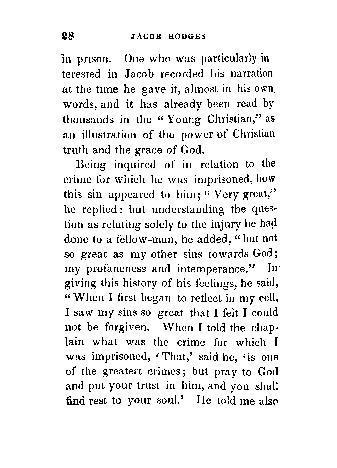 28 JACOB HODGES
in prison. One who was particularly in
terested in Jacob recorded his narration
at the time he gave it, almost in his own
words, and it has already been read by
thousands in the “Young Christian,” as
an illustration of the power of Christian
truth and the grace of God.
Being inquired of in relation to the
crime for which he was imprisoned, how
this sin appeared to him; “Very great,”
he replied: but understanding the ques-
tion as relating solely to the injury he had
done to a fellow-man, he added, “but not
so great as my other sins towards God;
my profaneness and intemperance.” In
giving this history of his feelings, he said,
“When I first began to reflect in my cell,
I saw my sins so great that I felt I could
not be forgiven. When I told the chap-
lain what was the crime for which I
was imprisoned, ‘That,’ said he, ‘is one
of the greatest crimes; but pray to God
and put your trust in him, and you shall
find rest to your soul.’ He told me also